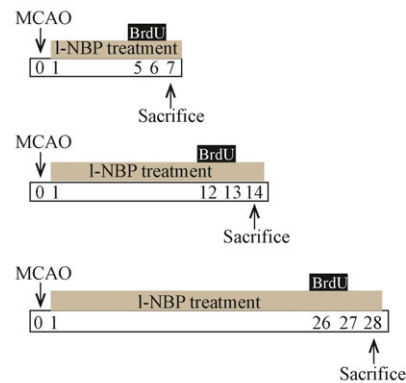 MCAO
BrdU
l-NBP treatment
0 1 5 6 7
Sacrifice
MCAO
BrdU
l-NBP treatment
0 1 12 13 14
Sacrifice
MCAO
BrdU
l-NBP treatment
0 1 26 27 28
Sacrifice